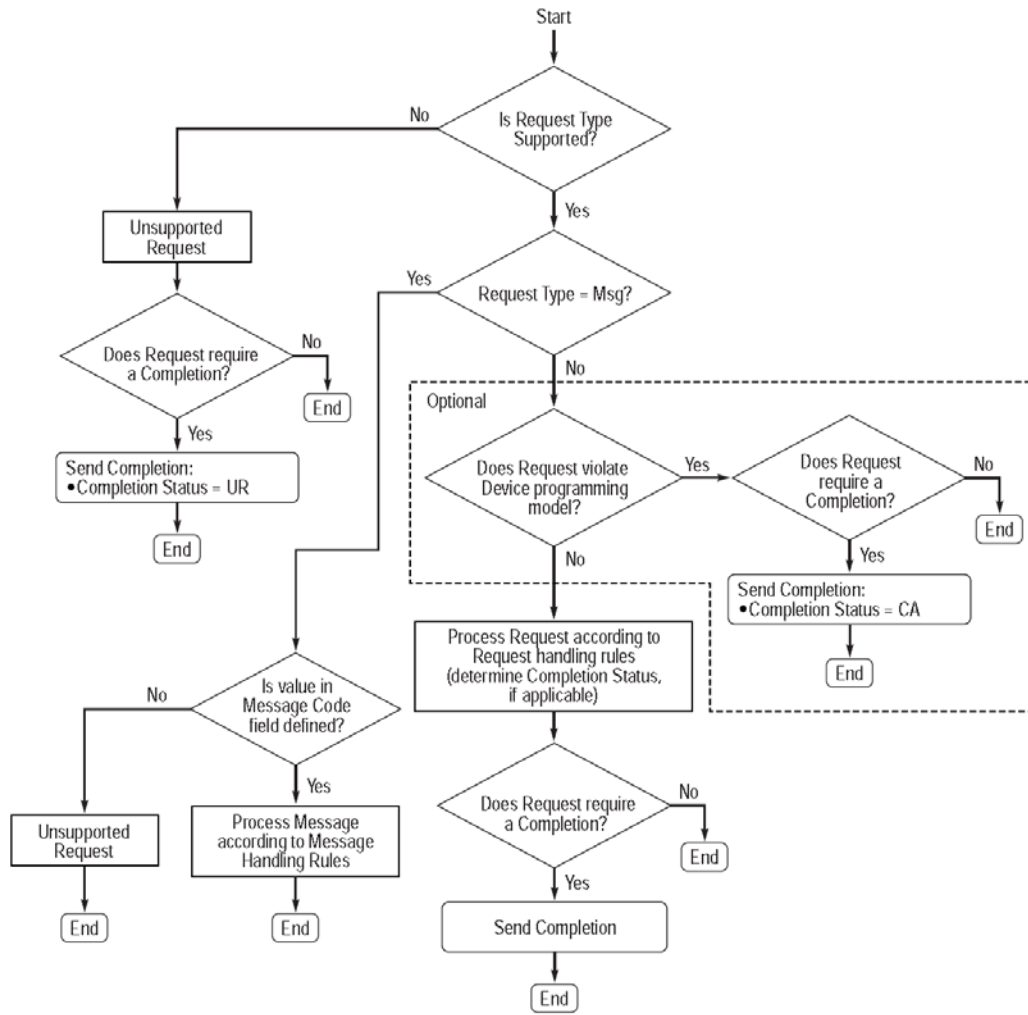 Start
Is Request Type
Supported?
No
Yes
Unsupported
Request
Request Type = Msg?
Yes
No
Does Request require
a Completion?
No
End
Yes
Send Completion:
•Completion Status = UR
End
Optional
Does Request violate
Device programming
model?
Yes
No
Does Request
require a
Completion?
No
End
Yes
Send Completion:
•Completion Status = CA
End
Process Request according to
Request handling rules
(determine Completion Status,
if applicable)
Is value in
Message Code
field defined?
No
Yes
Unsupported
Request
End
Process Message
according to Message
Handling Rules
End
Does Request require
a Completion?
No
End
Yes
Send Completion
End